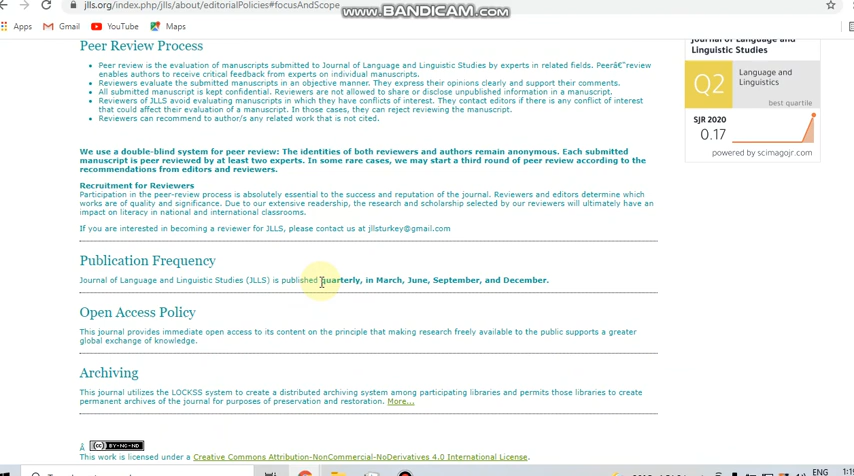 jlls.org/index.php/jlls/about/editorialPolicies#focusAndScope
WWW.BANDICAM.COM
Apps
Gmail
YouTube
Maps
Peer Review Process
Peer review is the evaluation of manuscripts submitted to Journal of Language and Linguistic Studies by experts in related fields. Peerâ€"review
enables authors to receive critical feedback from experts on individual manuscripts.
Reviewers evaluate the submitted manuscripts in an objective manner. They express their opinions clearly and support their comments.
All submitted manuscript is kept confidential. Reviewers are not allowed to share or disclose unpublished information in a manuscript.
Reviewers of JLLS avoid evaluating manuscripts in which they have conflicts of interest. They contact editors if there is any conflict of interest
that could affect their evaluation of a manuscript. In those cases, they can reject reviewing the manuscript.
Reviewers can recommend to author/s any related work that is not cited.
We use a double-blind system for peer review: The identities of both reviewers and authors remain anonymous. Each submitted
manuscript is peer reviewed by at least two experts. In some rare cases, we may start a third round of peer review according to the
recommendations from editors and reviewers.
Recruitment for Reviewers
Participation in the peer-review process is absolutely essential to the success and reputation of the journal. Reviewers and editors determine which
works are of quality and significance. Due to our extensive readership, the research and scholarship selected by our reviewers will ultimately have an
impact on literacy in national and international classrooms.
If you are interested in becoming a reviewer for JLLS, please contact us at jllsturkey@gmail.com
Publication Frequency
Journal of Language and Linguistic Studies (JLLS) is published quarterly, in March, June, September, and December.
Open Access Policy
This journal provides immediate open access to its content on the principle that making research freely available to the public supports a greater
global exchange of knowledge.
Archiving
This journal utilizes the LOCKSS system to create a distributed archiving system among participating libraries and permits those libraries to create
permanent archives of the journal for purposes of preservation and restoration. More...
Â
CC BY-NC-ND
This work is licensed under a Creative Commons Attribution-NonCommercial-NoDerivatives 4.0 International License.
Journal of Language and
Linguistic Studies
Q2
Language and
Linguistics
best quartile
SJR 2020
0.17
powered by scimagojr.com
ENG